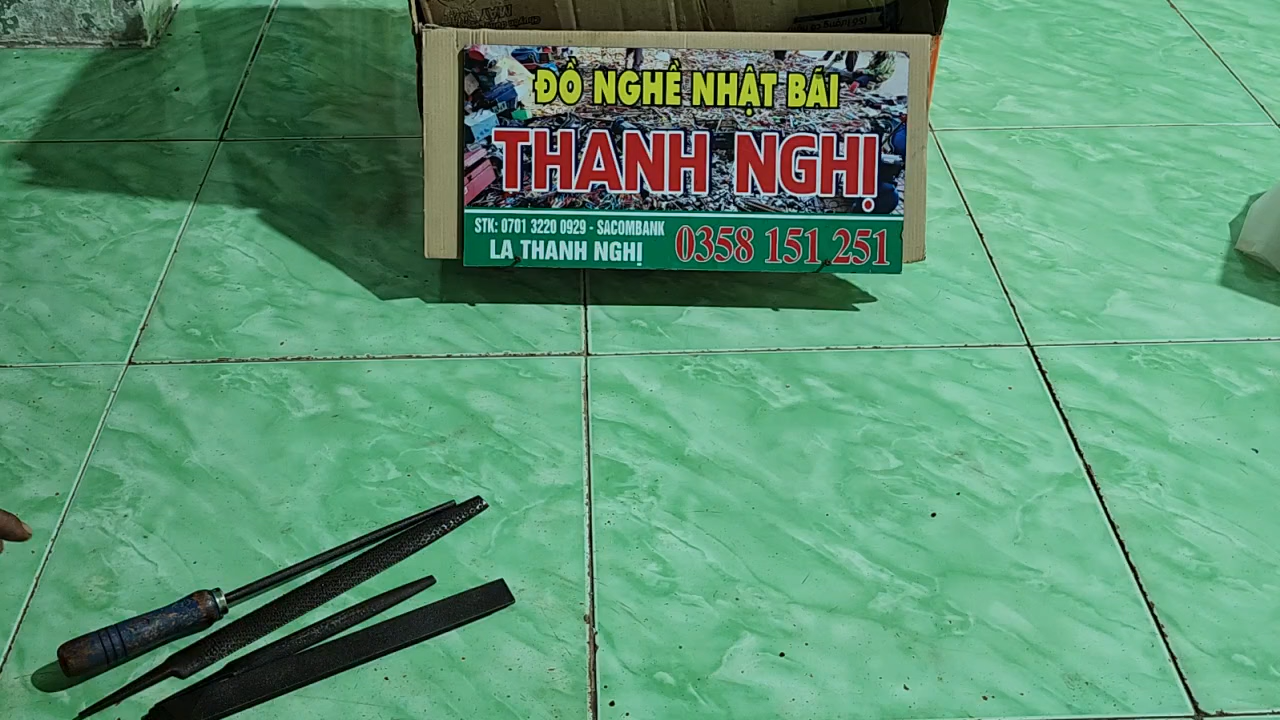 ĐỒ NGHỀ NHẬT BÃI
THANH NGHỊ
STK: 0701 3220 0929 - SACOMBANK
LA THANH NGHỊ
0358 151 251